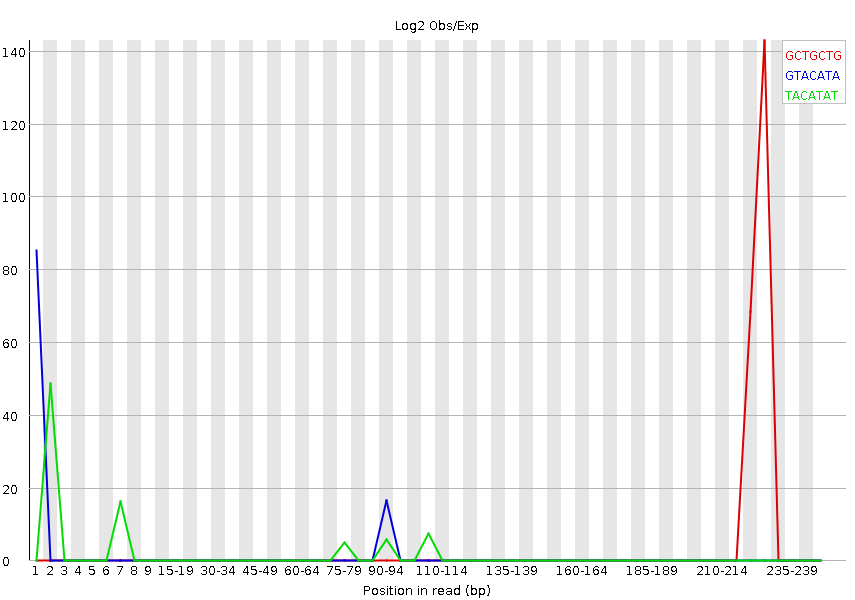 Log2 Obs/Exp
140
120
100
80
60
40
20
0
GCTGCTG
GTACATA
TACATAT
1 2 3 4 5 6 7 8 9 15-19 30-34 45-49 60-64 75-79 90-94 110-114 135-139 160-164 185-189 210-214 235-239
Position in read (bp)